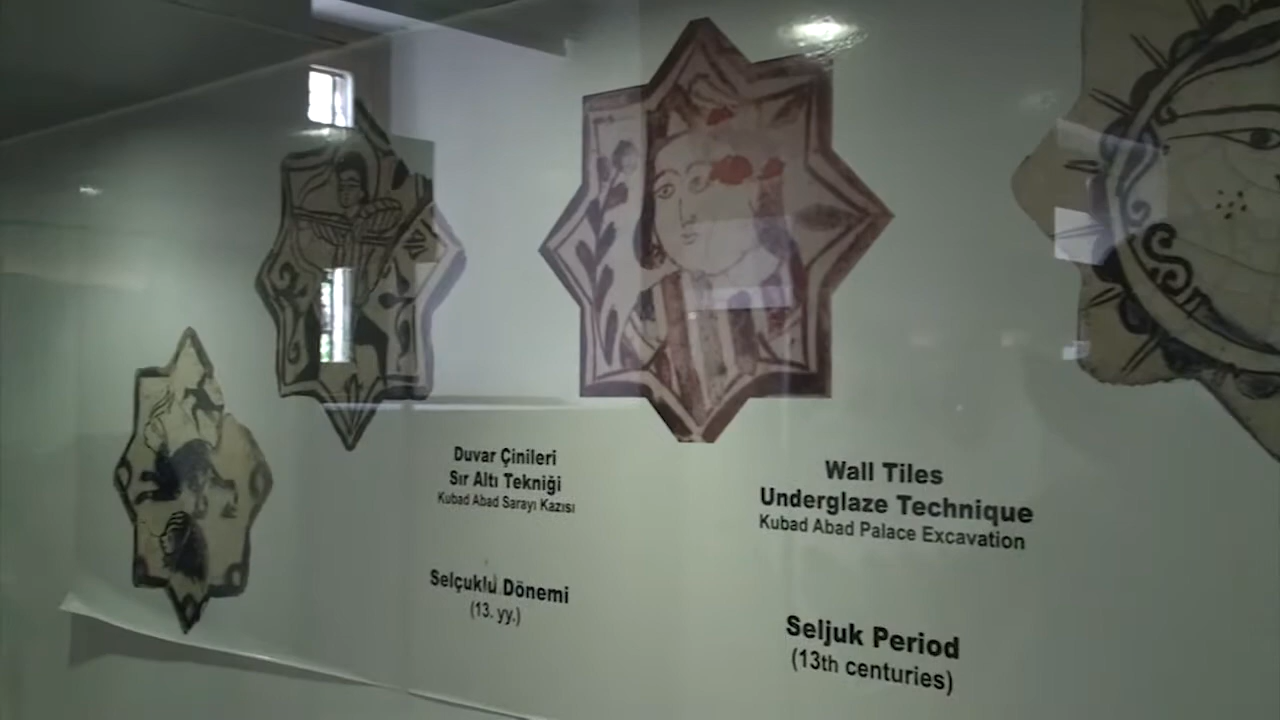 Duvar Çinileri
Sır Altı Tekniği
Kubad Abad Sarayı Kazısı
Selçuklu Dönemi
(13. yy.)
Wall Tiles
Underglaze Technique
Kubad Abad Palace Excavation
Seljuk Period
(13th centuries)